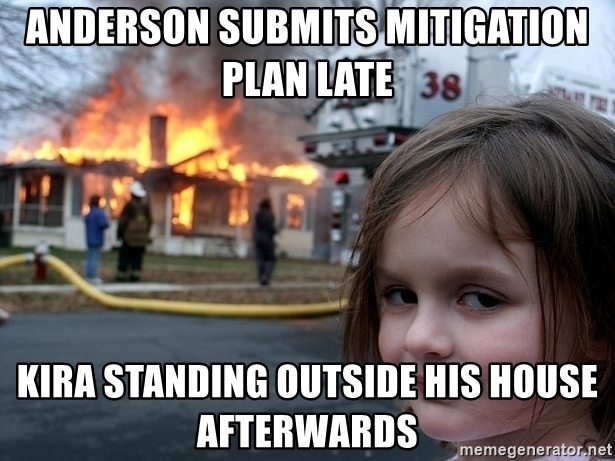 ANDERSON SUBMITS MITIGATION
PLAN LATE
38
KIRA STANDING OUTSIDE HIS HOUSE
AFTERWARDS
memegenerator.net